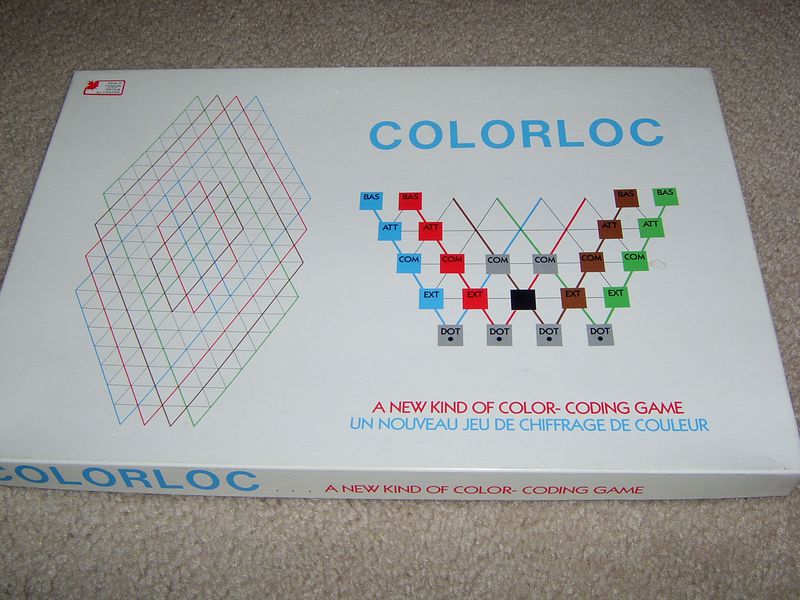 COLORLOC
BAS BAS BAS BAS
ATT ATT ATT ATT
COM COM COM COM COM COM
EXT EXT EXT EXT
DOT DOT DOT DOT
A NEW KIND OF COLOR- CODING GAME
UN NOUVEAU JEU DE CHIFFRAGE DE COULEUR
COLORLOC . . . A NEW KIND OF COLOR- CODING GAME